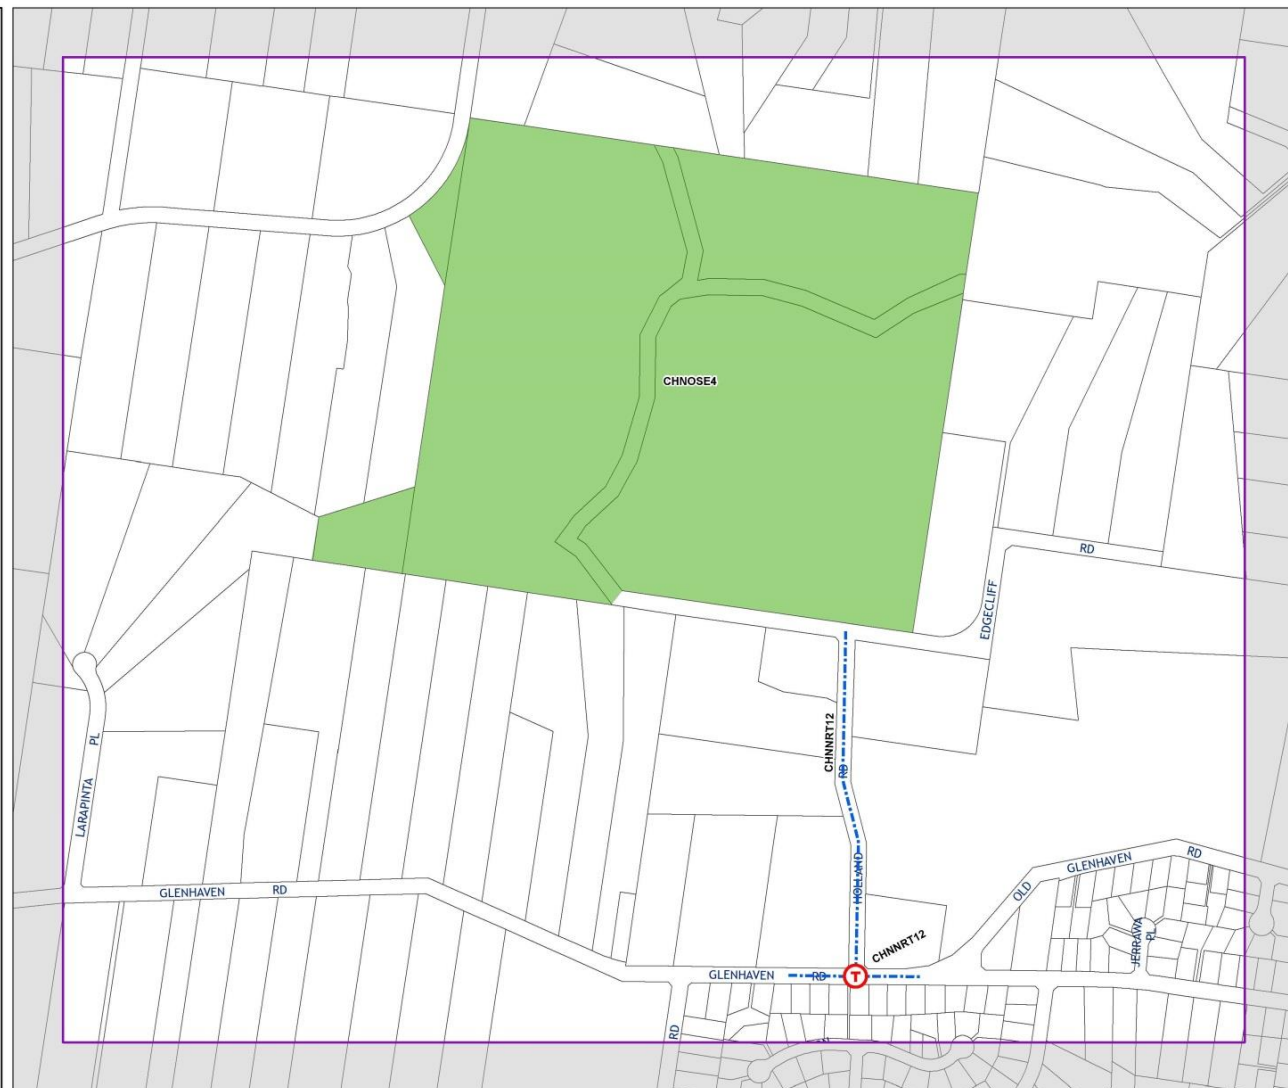 CHNOSE4
RD
EDGECLIFF
CHNNRT12
RD
LARAPINTA
PL
HOLLAND
GLENHAVEN
RD
OLD
GLENHAVEN
RD
JERRAWA
PL
CHNNRT12
GLENHAVEN
RD
T
RD